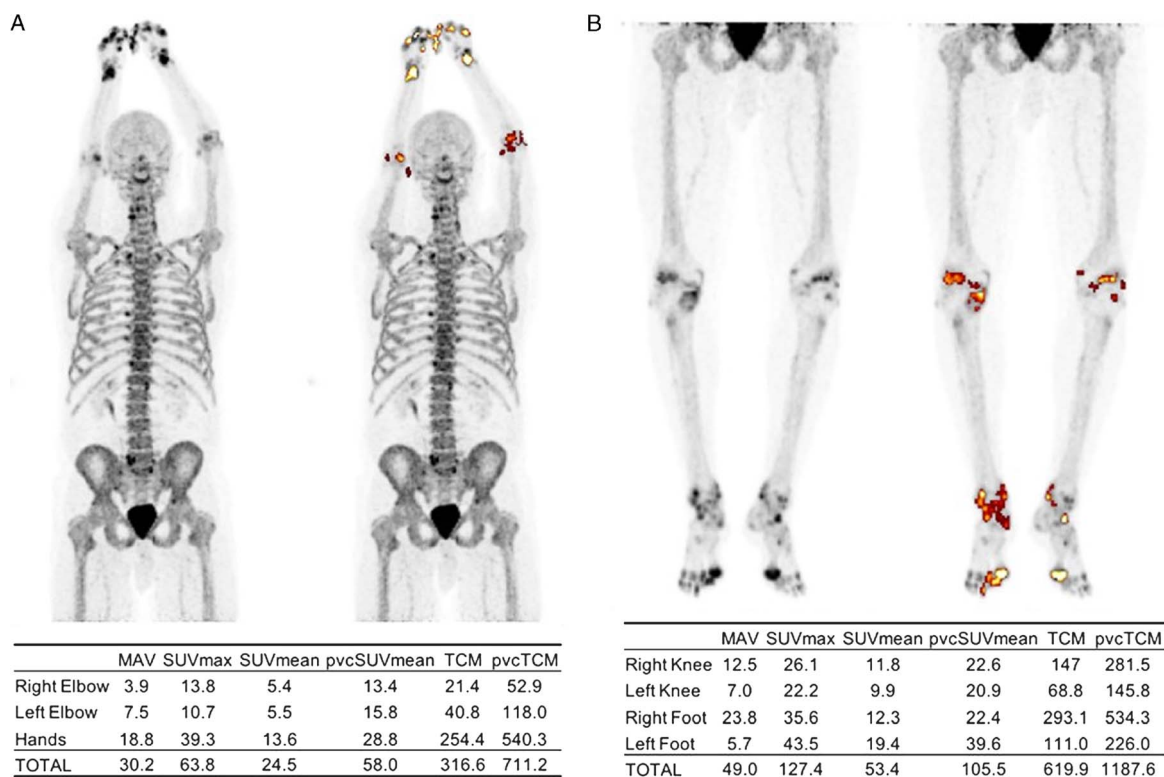 A
MAV SUVmax SUVmean pvcSUVmean TCM pvcTCM
Right Elbow 3.9 13.8 5.4 13.4 21.4 52.9
Left Elbow 7.5 10.7 5.5 15.8 40.8 118.0
Hands 18.8 39.3 13.6 28.8 254.4 540.3
TOTAL 30.2 63.8 24.5 58.0 316.6 711.2
B
MAV SUVmax SUVmean pvcSUVmean TCM pvcTCM
Right Knee 12.5 26.1 11.8 22.6 147 281.5
Left Knee 7.0 22.2 9.9 20.9 68.8 145.8
Right Foot 23.8 35.6 12.3 22.4 293.1 534.3
Left Foot 5.7 43.5 19.4 39.6 111.0 226.0
TOTAL 49.0 127.4 53.4 105.5 619.9 1187.6